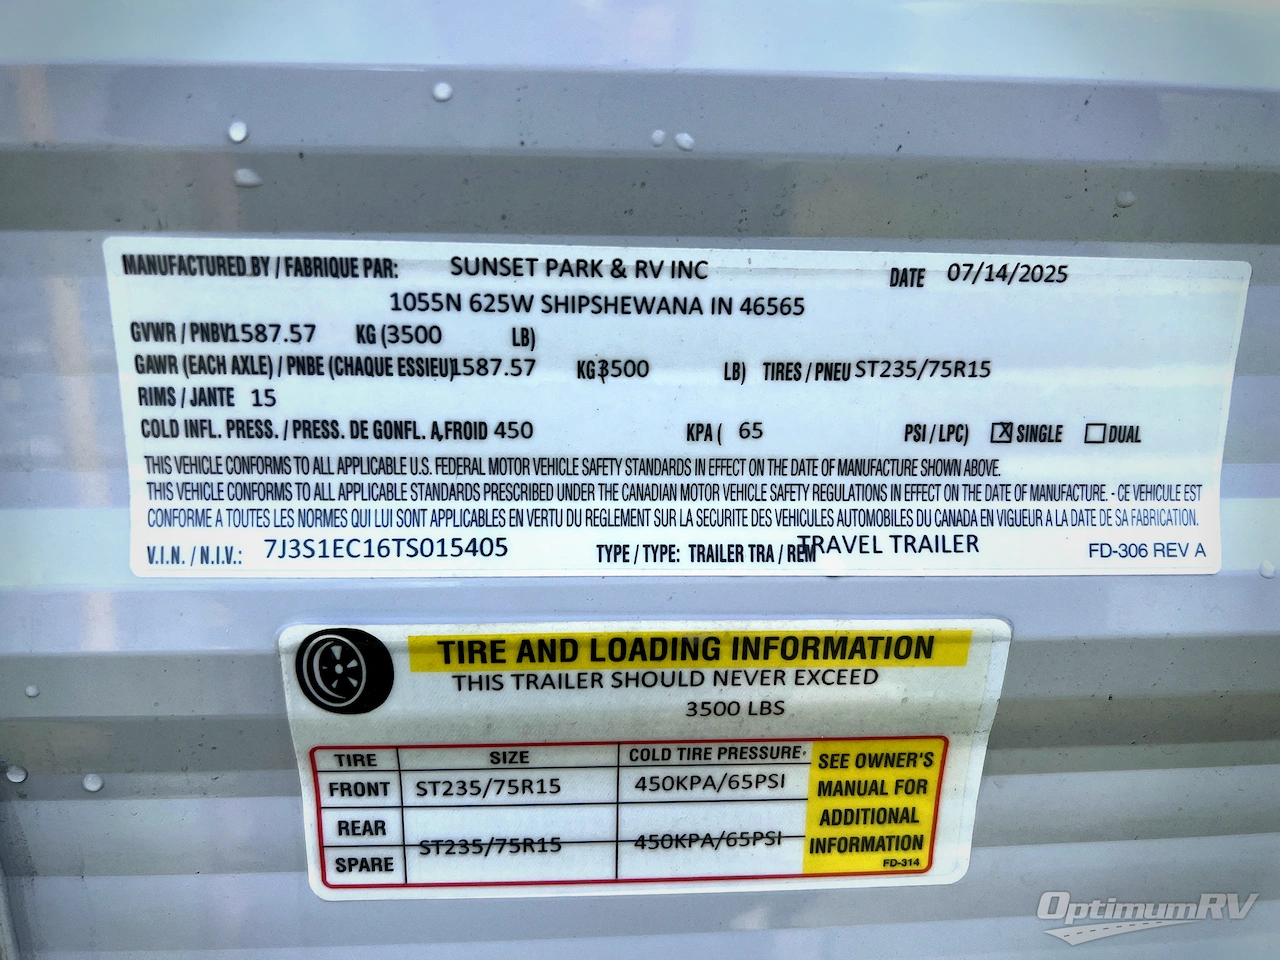 MANUFACTURED BY / FABRIQUE PAR: SUNSET PARK & RV INC DATE 07/14/2025
1055N 625W SHIPSHEWANA IN 46565
GVWR / PNBV 1587.57 KG (3500 LB)
GAWR (EACH AXLE) / PNBE (CHAQUE ESSIEU) 1587.57 KG (3500 LB) TIRES / PNEU ST235/75R15
RIMS / JANTE 15
COLD INFL. PRESS. / PRESS. DE GONFL. A,FROID 450 KPA ( 65 PSI / LPC) [X] SINGLE [ ] DUAL
THIS VEHICLE CONFORMS TO ALL APPLICABLE U.S. FEDERAL MOTOR VEHICLE SAFETY STANDARDS IN EFFECT ON THE DATE OF MANUFACTURE SHOWN ABOVE.
THIS VEHICLE CONFORMS TO ALL APPLICABLE STANDARDS PRESCRIBED UNDER THE CANADIAN MOTOR VEHICLE SAFETY REGULATIONS IN EFFECT ON THE DATE OF MANUFACTURE. - CE VEHICULE EST
CONFORME A TOUTES LES NORMES QUI LUI SONT APPLICABLES EN VERTU DU REGLEMENT SUR LA SECURITE DES VEHICULES AUTOMOBILES DU CANADA EN VIGUEUR A LA DATE DE SA FABRICATION.
V.I.N. / N.I.V.: 7J3S1EC16TS015405 TYPE / TYPE: TRAILER TRA / REM TRAVEL TRAILER FD-306 REV A
TIRE AND LOADING INFORMATION
THIS TRAILER SHOULD NEVER EXCEED
3500 LBS
TIRE SIZE COLD TIRE PRESSURE
FRONT ST235/75R15 450KPA/65PSI
REAR
ST235/75R15 450KPA/65PSI
SPARE
SEE OWNER'S
MANUAL FOR
ADDITIONAL
INFORMATION
FD-314
OptimumRV